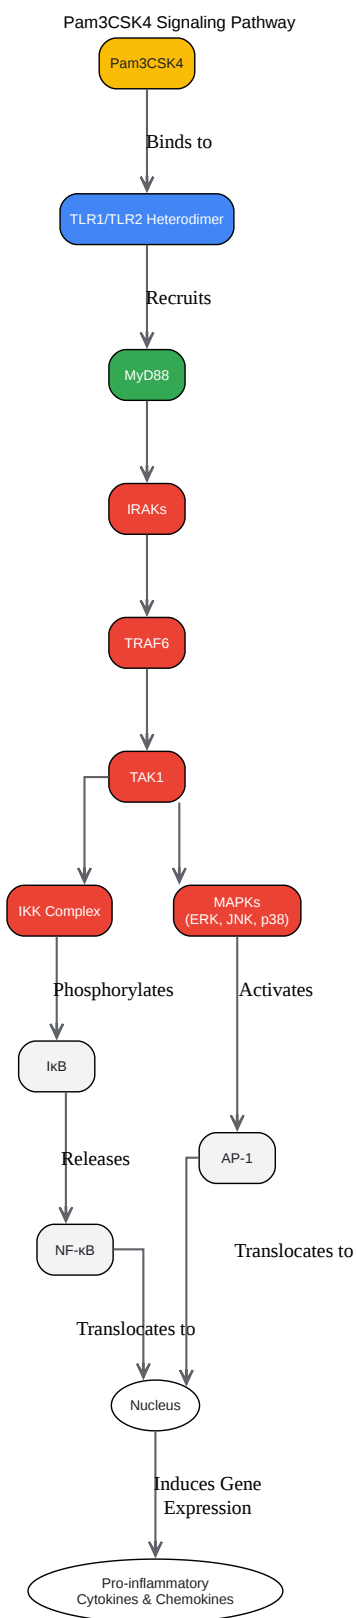 Pam3CSK4 Signaling Pathway
Pam3CSK4
Binds to
TLR1/TLR2 Heterodimer
Recruits
MyD88
IRAKs
TRAF6
TAK1
IKK Complex
MAPKs
(ERK, JNK, p38)
Phosphorylates
Activates
IκB
AP-1
Releases
NF-κB
Translocates to
Translocates to
Nucleus
Induces Gene
Expression
Pro-inflammatory
Cytokines & Chemokines